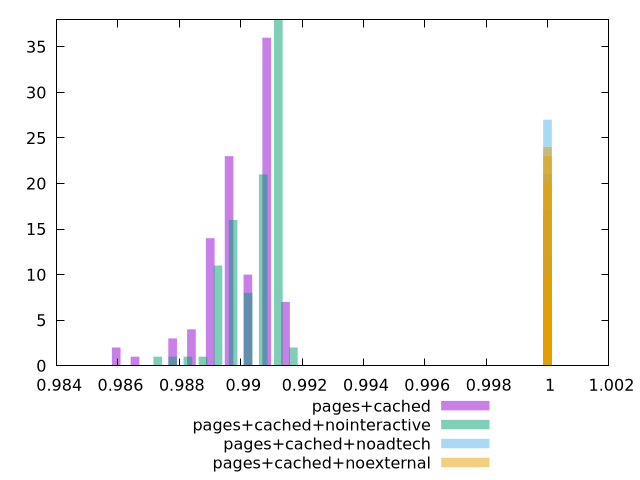 35
30
25
20
15
10
5
0
0.984 0.986 0.988 0.99 0.992 0.994 0.996 0.998 1 1.002
pages+cached
pages+cached+nointeractive
pages+cached+noadtech
pages+cached+noexternal